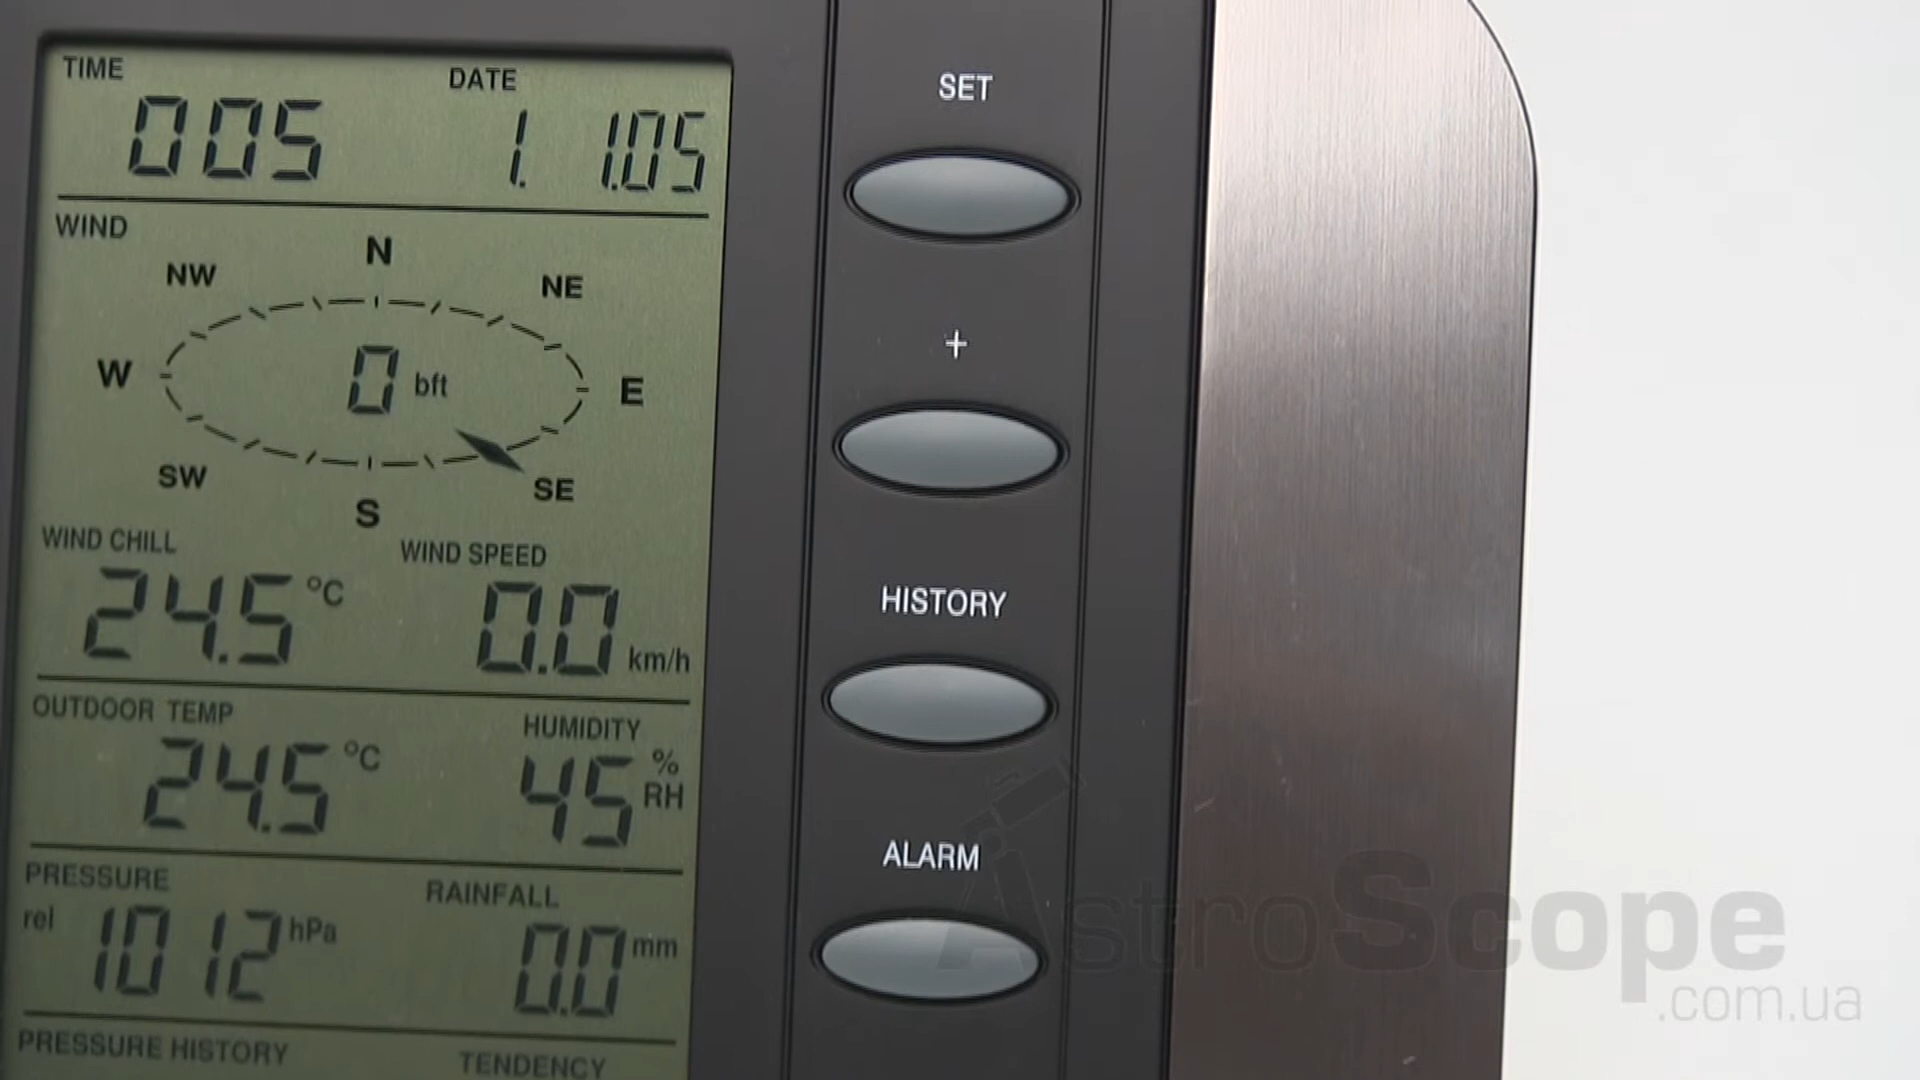 TIME DATE
005 1. 1.05
WIND
N
NW NE
W 0 bft E
SW SE
S
WIND CHILL WIND SPEED
24.5 °C 0.0 km/h
OUTDOOR TEMP HUMIDITY
24.5 °C 45 % RH
PRESSURE RAINFALL
rel 1012 hPa 0.0 mm
PRESSURE HISTORY TENDENCY
SET
+
HISTORY
ALARM
AstroScope
.com.ua